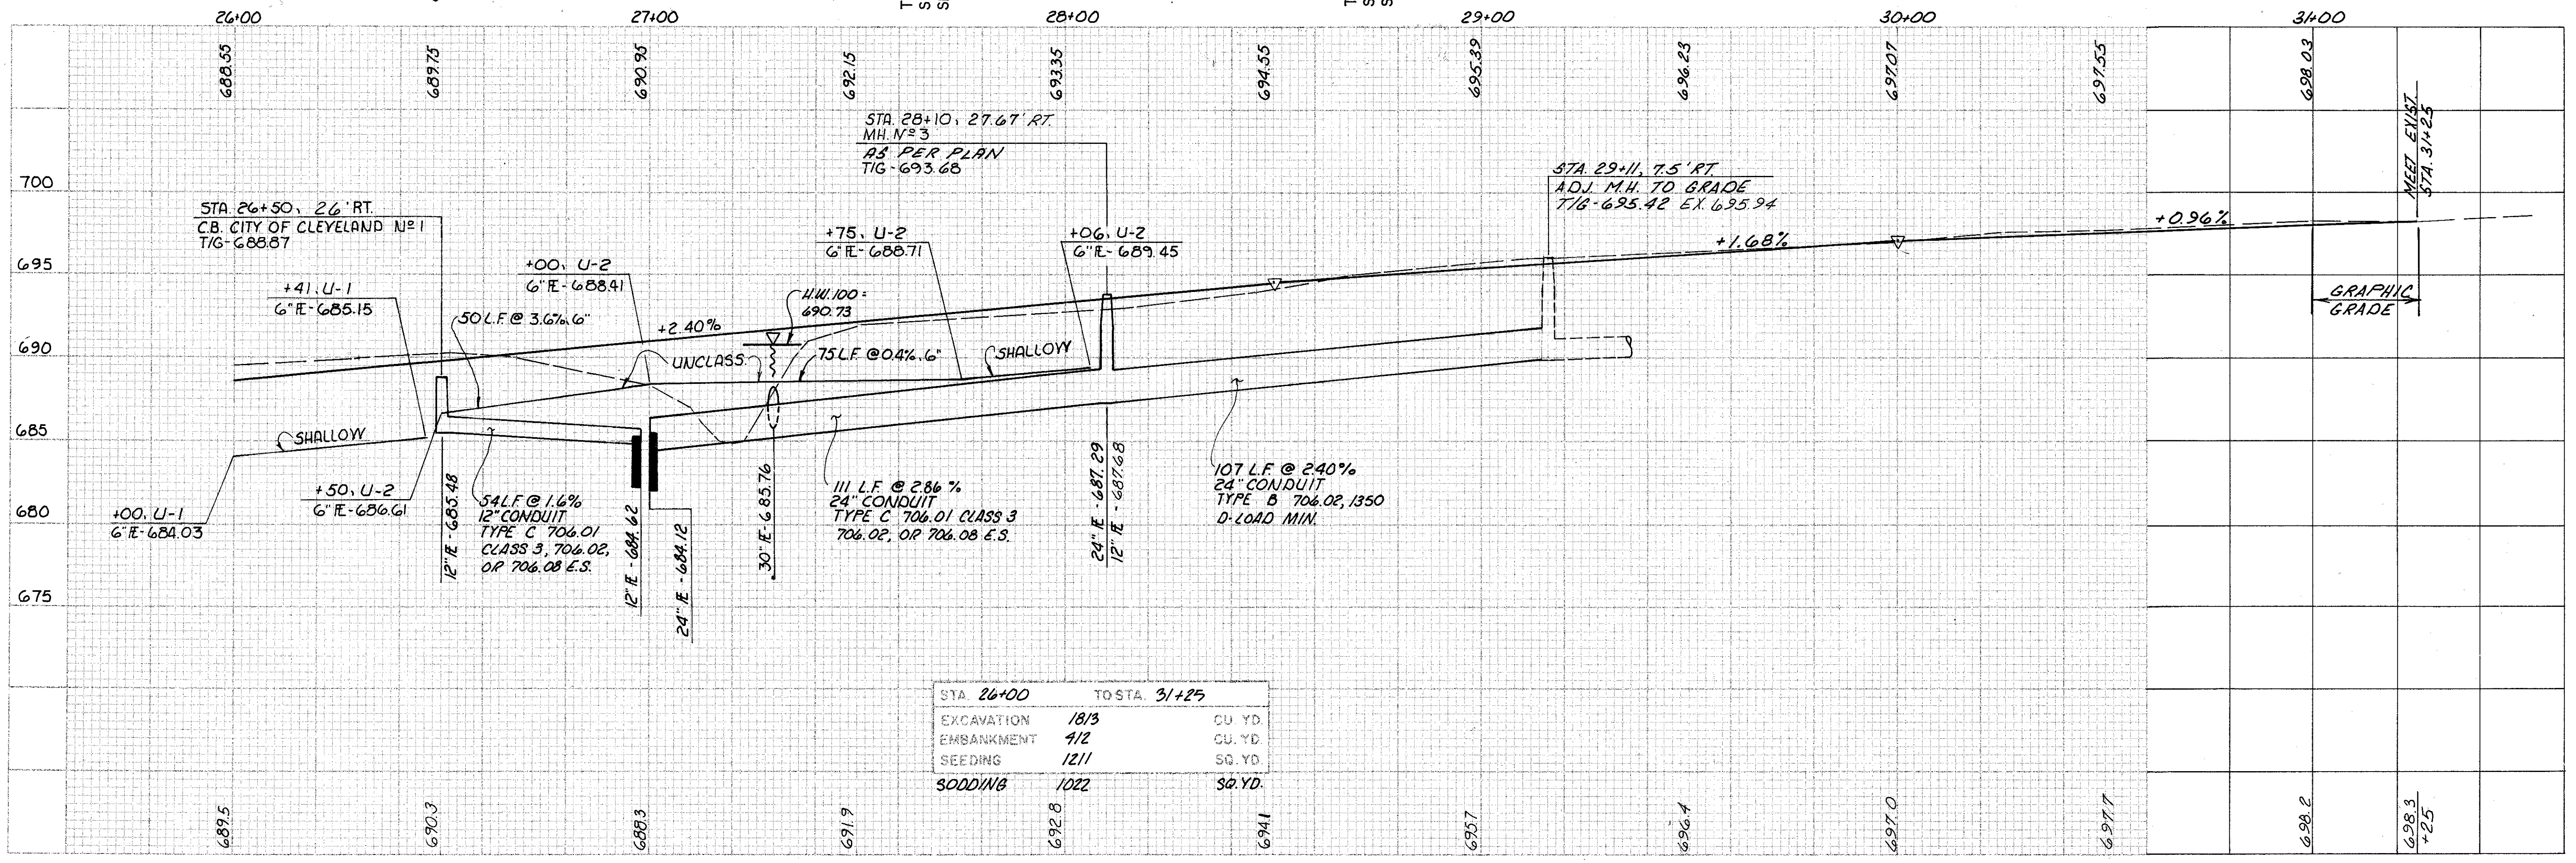 26+00 27+00 28+00 29+00 30+00 31+00
688.55 689.75 690.95 692.15 693.35 694.55 695.39 696.23 697.07 697.55 698.03
MEET EXIST.
STA. 31+25
STA. 28+10, 27.67' RT.
MH. Nº 3
AS PER PLAN
T/G-693.68
STA. 29+11, 7.5' RT.
ADJ. M.H. TO GRADE
T/G-695.42 EX. 695.94
700
STA. 26+50, 26' RT.
C.B. CITY OF CLEVELAND Nº 1
T/G-688.87
+0.96%
+75, U-2
6"IE-688.71
+06, U-2
6"IE-689.45
+1.68%
695
+00, U-2
6"IE-688.41
+41, U-1
6"IE-685.15
H.W.100=
690.73
GRAPHIC
GRADE
50 L.F. @ 3.6%, 6"
+2.40%
690
UNCLASS.
75 L.F. @ 0.4%, 6"
SHALLOW
685
SHALLOW
+50, U-2
6"IE-686.61
+00, U-1
6"IE-684.03
680
12" IE - 685.48
54 L.F. @ 1.6%
12" CONDUIT
TYPE C 706.01
CLASS 3, 706.02,
OR 706.08 E.S.
12" IE - 684.62
24" IE - 684.12
30" IE - 685.76
111 L.F. @ 2.86 %
24" CONDUIT
TYPE C 706.01 CLASS 3
706.02, OR 706.08 E.S.
24" IE - 687.29
12" IE - 687.68
107 L.F. @ 2.40%
24" CONDUIT
TYPE B 706.02, 1350
D-LOAD MIN.
675
STA. 26+00 TO STA. 31+25
EXCAVATION 1813 CU. YD.
EMBANKMENT 412 CU. YD.
SEEDING 1211 SQ. YD.
SODDING 1022 SQ. YD.
689.5 690.3 688.3 691.9 692.8 694.1 695.7 696.4 697.0 697.7 698.2 698.3
+25